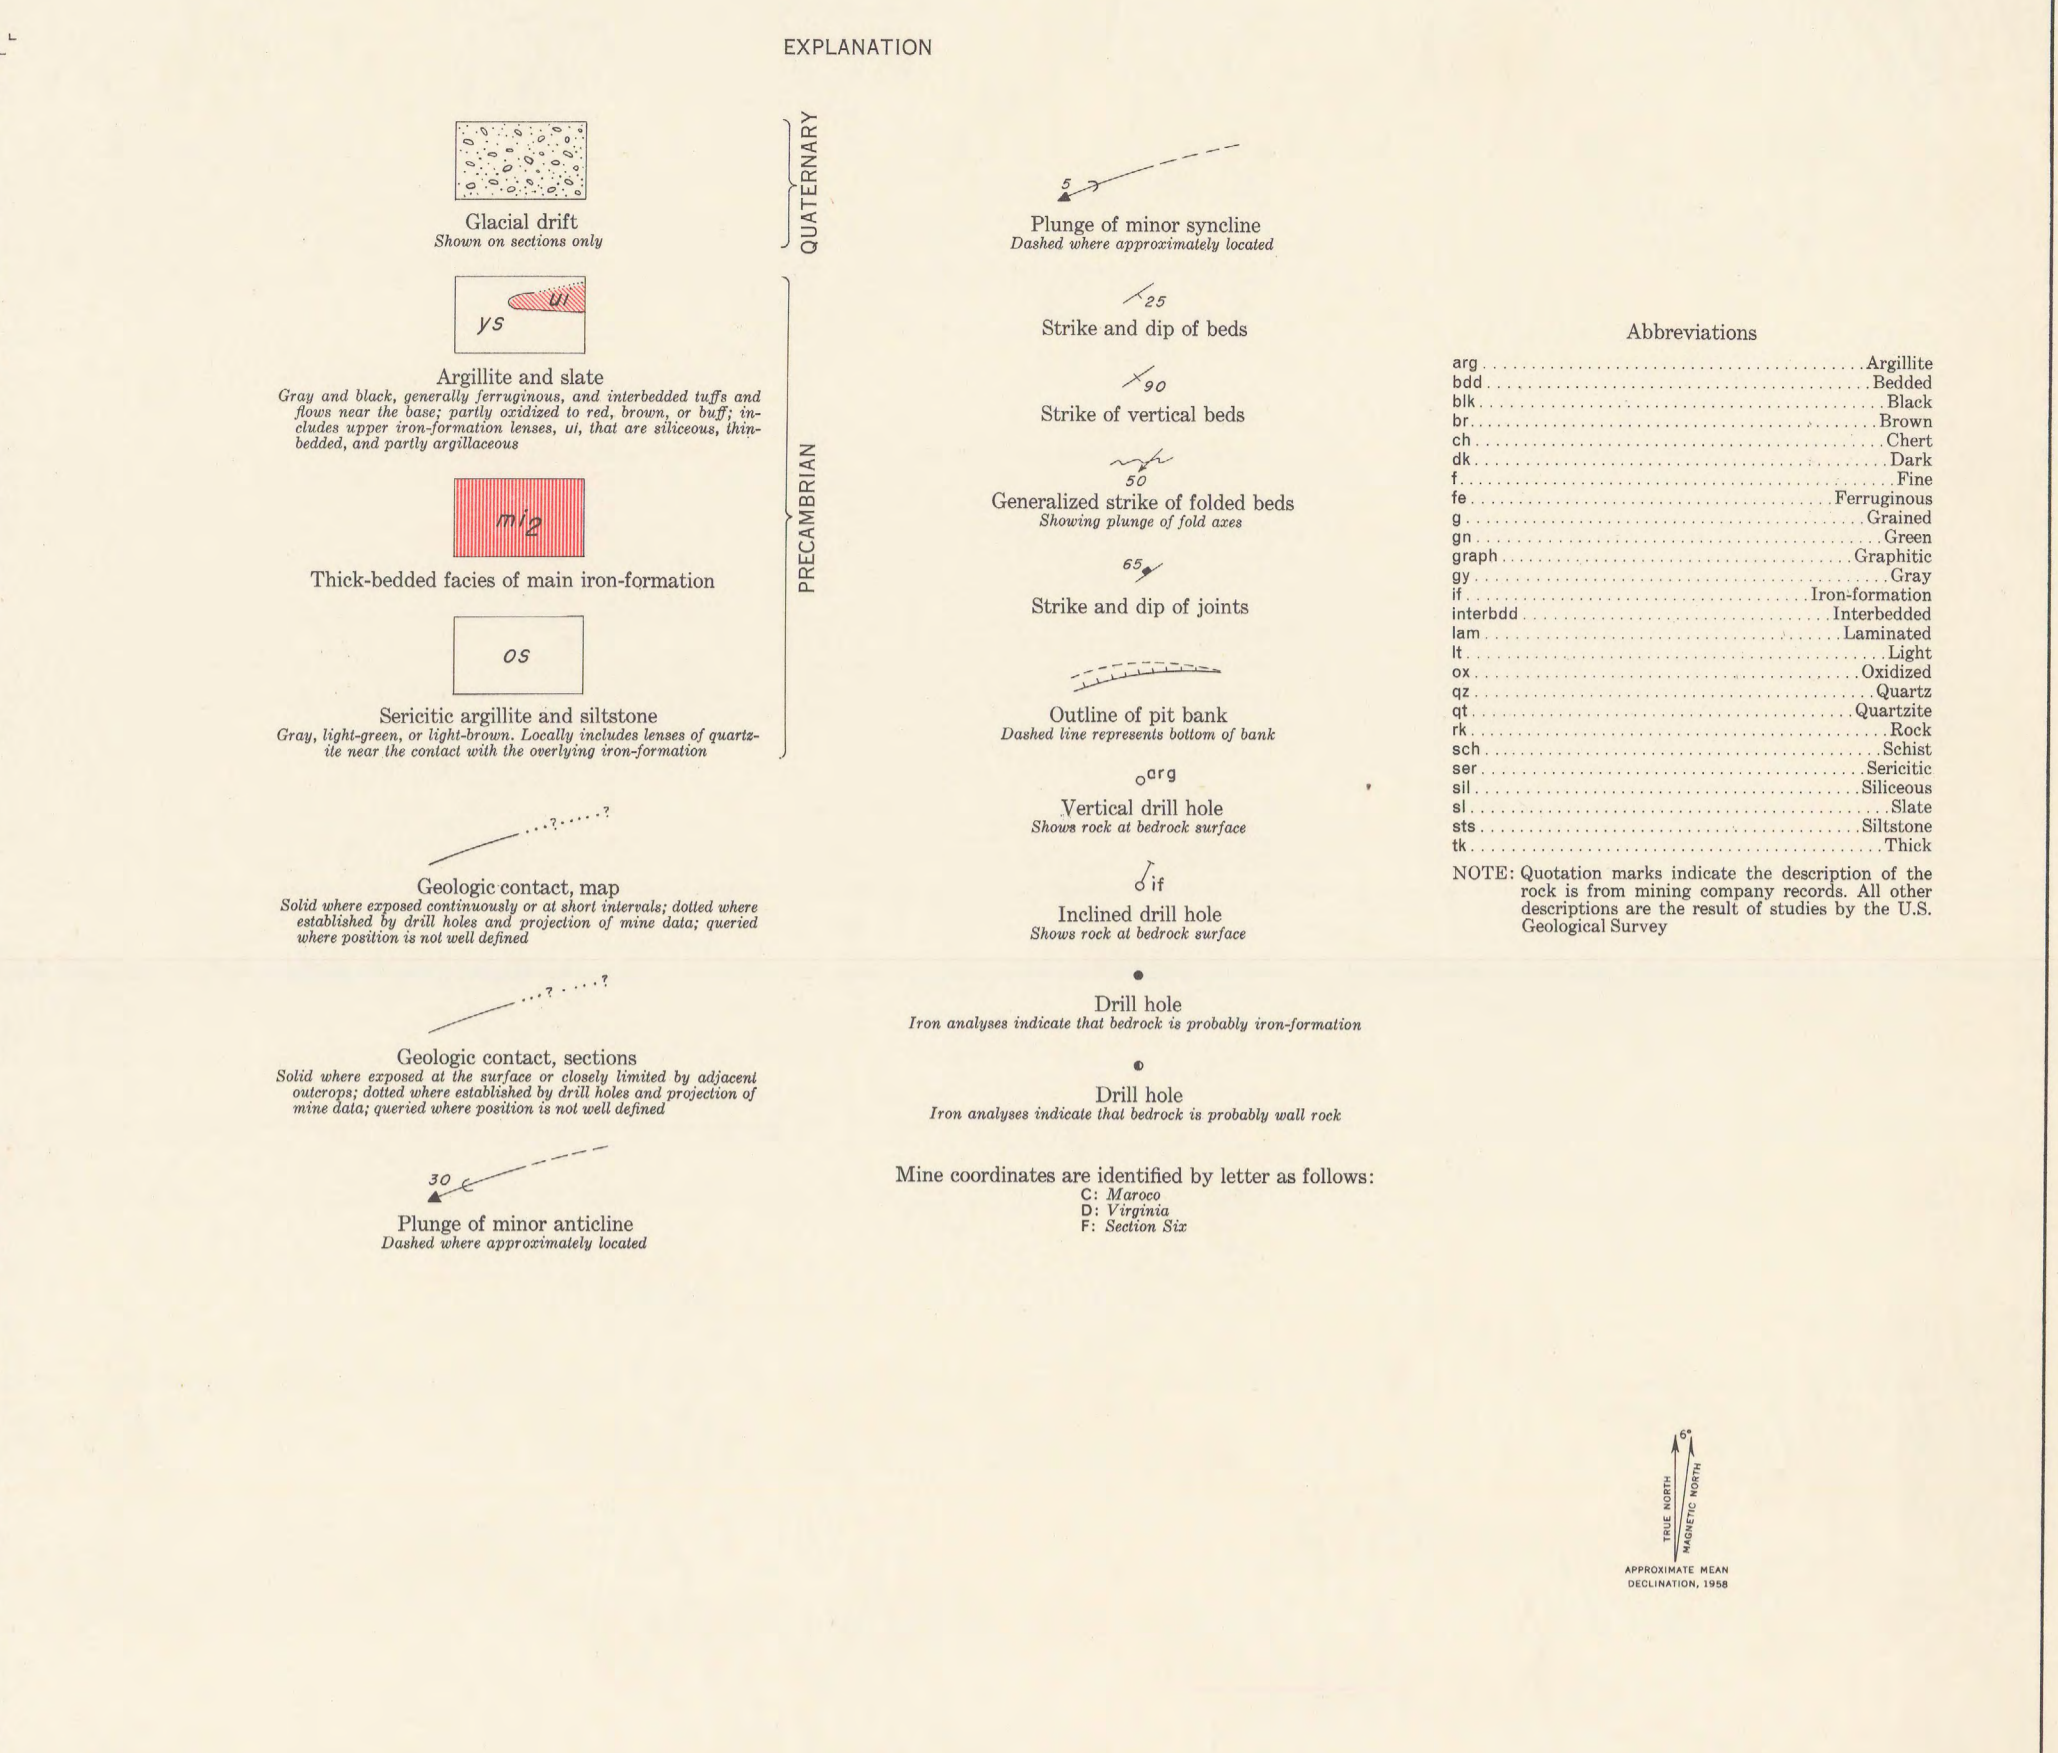 EXPLANATION
QUATERNARY
Glacial drift
Shown on sections only
PRECAMBRIAN
ui
ys
Argillite and slate
Gray and black, generally ferruginous, and interbedded tuffs and
flows near the base; partly oxidized to red, brown, or buff; in-
cludes upper iron-formation lenses, ui, that are siliceous, thin-
bedded, and partly argillaceous
mi2
Thick-bedded facies of main iron-formation
os
Sericitic argillite and siltstone
Gray, light-green, or light-brown. Locally includes lenses of quartz-
ite near the contact with the overlying iron-formation
? ?
Geologic contact, map
Solid where exposed continuously or at short intervals; dotted where
established by drill holes and projection of mine data; queried
where position is not well defined
? ?
Geologic contact, sections
Solid where exposed at the surface or closely limited by adjacent
outcrops; dotted where established by drill holes and projection of
mine data; queried where position is not well defined
30
Plunge of minor anticline
Dashed where approximately located
5
Plunge of minor syncline
Dashed where approximately located
25
Strike and dip of beds
90
Strike of vertical beds
50
Generalized strike of folded beds
Showing plunge of fold axes
65
Strike and dip of joints
Outline of pit bank
Dashed line represents bottom of bank
arg
Vertical drill hole
Shows rock at bedrock surface
if
Inclined drill hole
Shows rock at bedrock surface
Drill hole
Iron analyses indicate that bedrock is probably iron-formation
Drill hole
Iron analyses indicate that bedrock is probably wall rock
Mine coordinates are identified by letter as follows:
C: Maroco
D: Virginia
F: Section Six
Abbreviations
arg Argillite
bdd Bedded
blk Black
br Brown
ch Chert
dk Dark
f Fine
fe Ferruginous
g Grained
gn Green
graph Graphitic
gy Gray
if Iron-formation
interbdd Interbedded
lam Laminated
lt Light
ox Oxidized
qz Quartz
qt Quartzite
rk Rock
sch Schist
ser Sericitic
sil Siliceous
sl Slate
sts Siltstone
tk Thick
NOTE: Quotation marks indicate the description of the
rock is from mining company records. All other
descriptions are the result of studies by the U.S.
Geological Survey
6°
TRUE NORTH
MAGNETIC NORTH
APPROXIMATE MEAN
DECLINATION, 1958